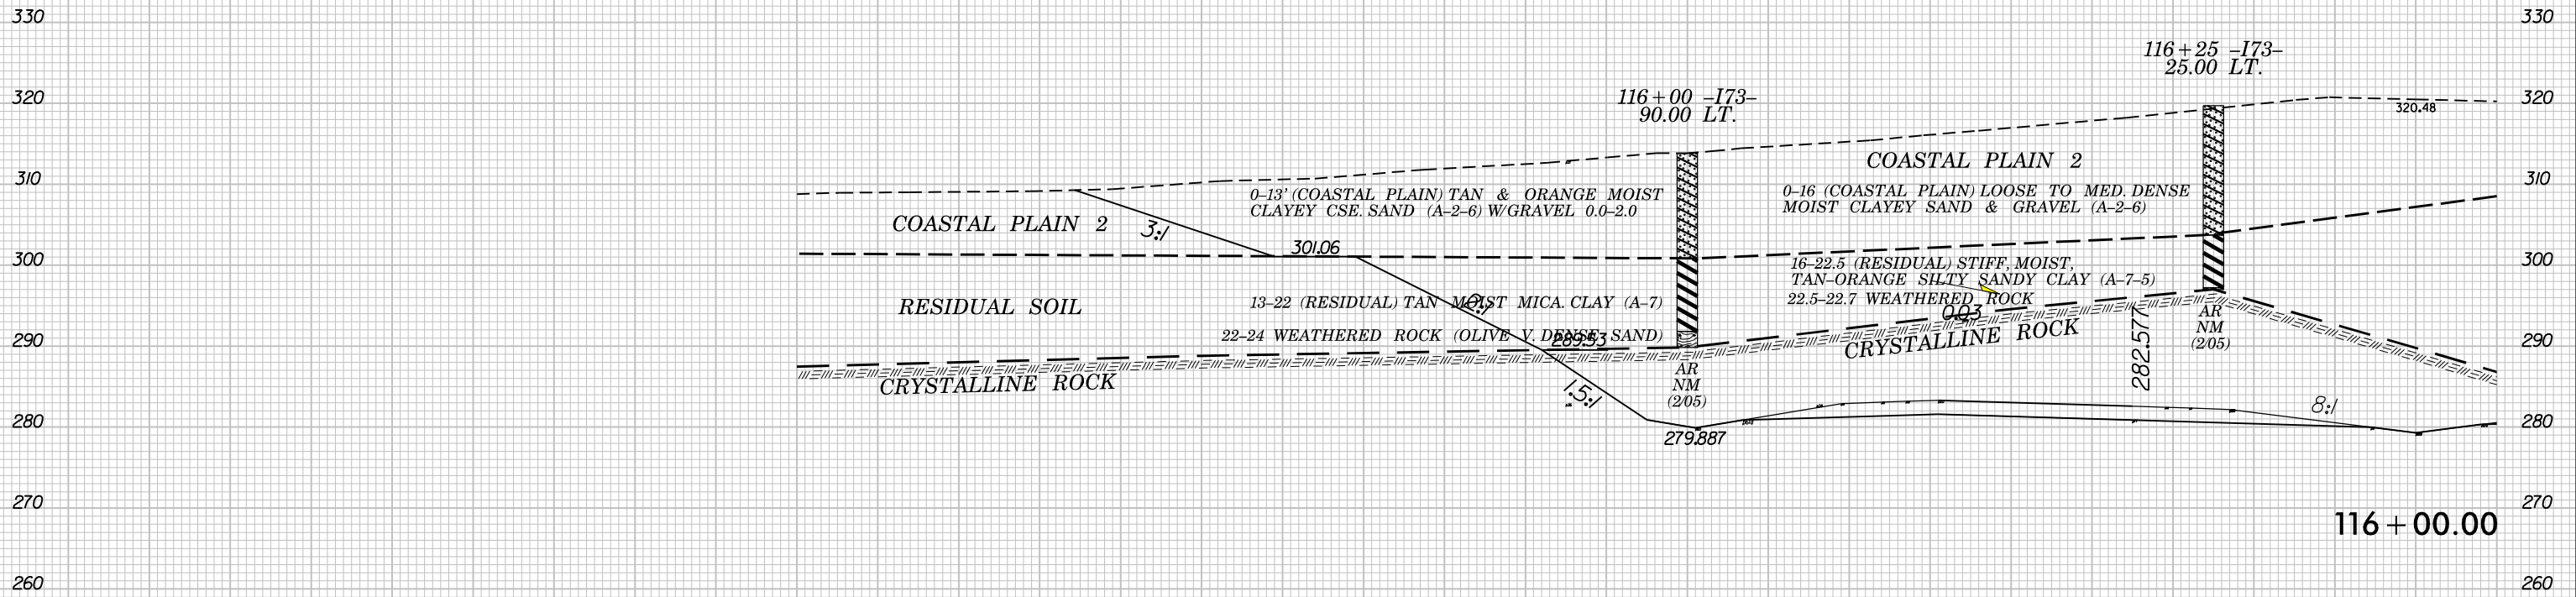 330
330
116+25 -I73-
25.00 LT.
320
116+00 -I73-
90.00 LT.
320.48
320
310
COASTAL PLAIN 2
0-13' (COASTAL PLAIN) TAN & ORANGE MOIST
CLAYEY CSE. SAND (A-2-6) W/GRAVEL 0.0-2.0
COASTAL PLAIN 2
0-16 (COASTAL PLAIN) LOOSE TO MED. DENSE
MOIST CLAYEY SAND & GRAVEL (A-2-6)
310
3:1
301.06
300
16-22.5 (RESIDUAL) STIFF, MOIST,
TAN-ORANGE SILTY SANDY CLAY (A-7-5)
22.5-22.7 WEATHERED ROCK
300
RESIDUAL SOIL
13-22 (RESIDUAL) TAN MOIST MICA. CLAY (A-7)
22-24 WEATHERED ROCK (OLIVE V. DENSE SAND)
289.53
0.03
CRYSTALLINE ROCK
282.577
AR
NM
(2/05)
290
290
CRYSTALLINE ROCK
AR
NM
(2/05)
1.5:1
8:1
280
279.887
280
270
270
116+00.00
260
260